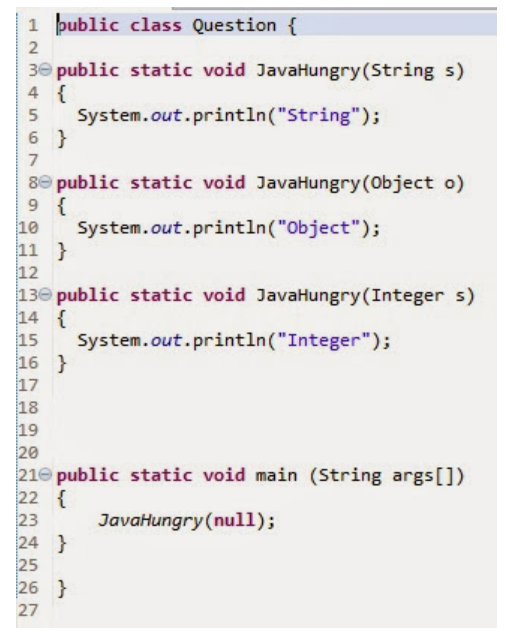 1 public class Question {
2
3 public static void JavaHungry(String s)
4 {
5 System.out.println("String");
6 }
7
8 public static void JavaHungry(Object o)
9 {
10 System.out.println("Object");
11 }
12
13 public static void JavaHungry(Integer s)
14 {
15 System.out.println("Integer");
16 }
17
18
19
20
21 public static void main (String args[])
22 {
23 JavaHungry(null);
24 }
25
26 }
27